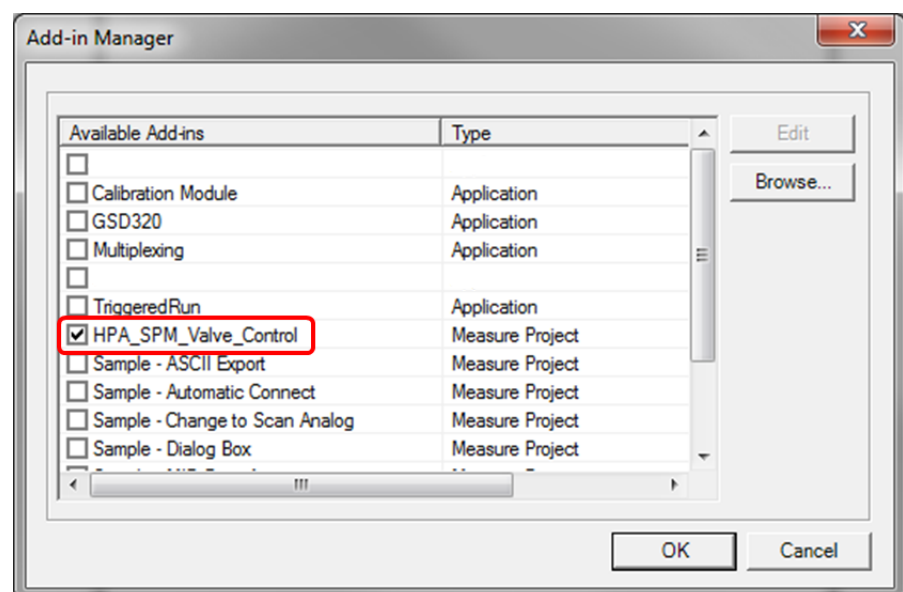 Add-in Manager
Available Add-ins Type
Edit
Browse...
Calibration Module Application
GSD320 Application
Multiplexing Application
TriggeredRun Application
HPA_SPM_Valve_Control Measure Project
Sample - ASCII Export Measure Project
Sample - Automatic Connect Measure Project
Sample - Change to Scan Analog Measure Project
Sample - Dialog Box Measure Project
OK Cancel